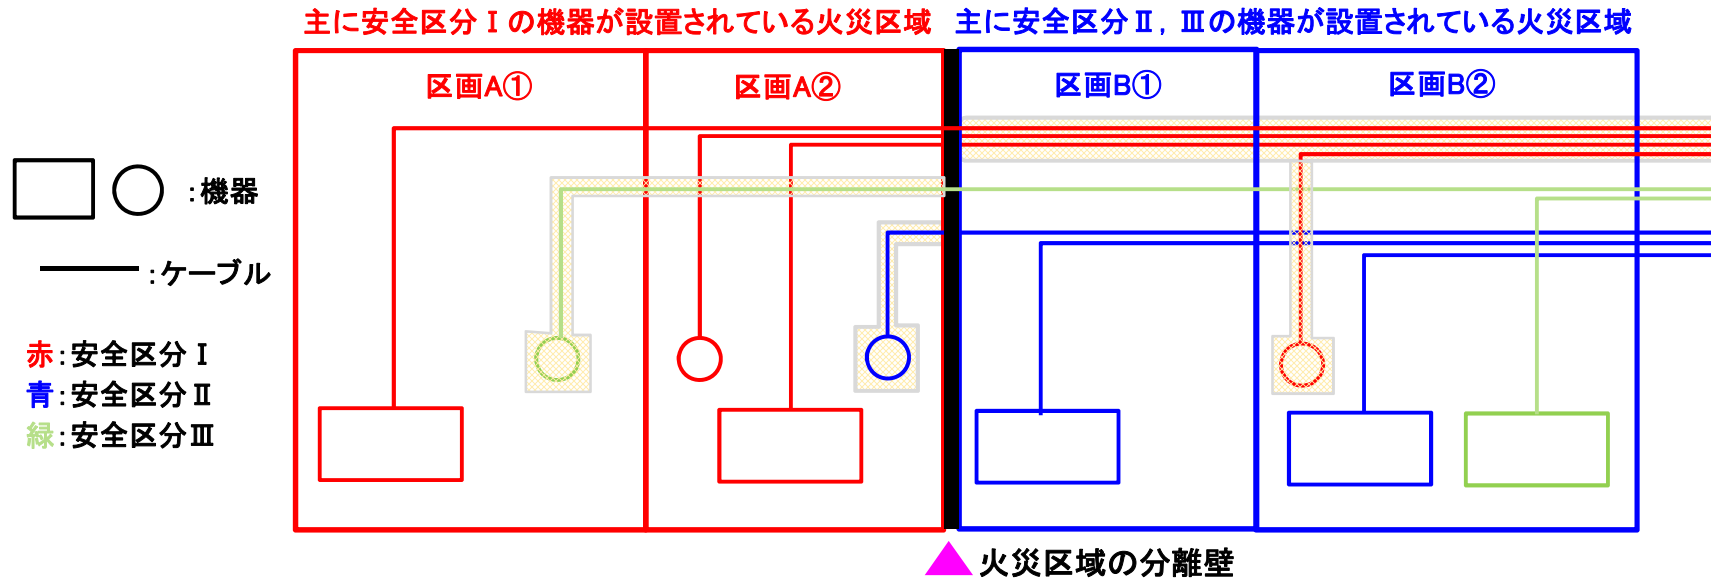 主に安全区分Ⅰの機器が設置されている火災区域
主に安全区分Ⅱ，Ⅲの機器が設置されている火災区域
区画A①
区画A②
区画B①
区画B②
：機器
：ケーブル
赤：安全区分Ⅰ
青：安全区分Ⅱ
緑：安全区分Ⅲ
火災区域の分離壁